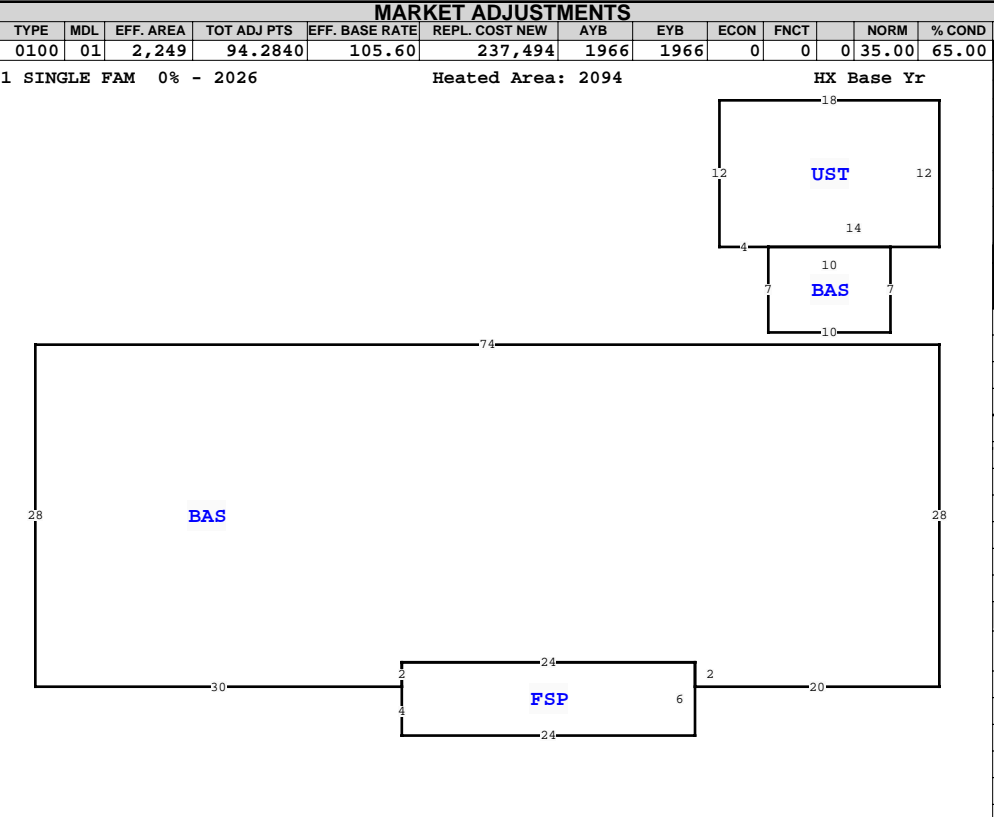 MARKET ADJUSTMENTS
TYPE MDL EFF. AREA TOT ADJ PTS EFF. BASE RATE REPL. COST NEW AYB EYB ECON FNCT NORM % COND
0100 01 2,249 94.2840 105.60 237,494 1966 1966 0 0 0 35.00 65.00
1 SINGLE FAM 0% - 2026 Heated Area: 2094 HX Base Yr
18
12 UST 12
14
4
10
7 BAS 7
10
74
28 BAS 28
24
2 2
30 FSP 6 20
4
24